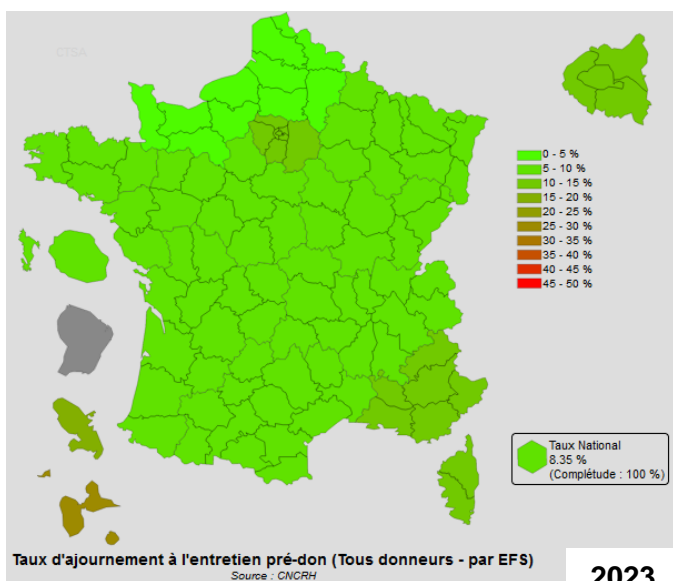 CTSA
0 - 5 %
5 - 10 %
10 - 15 %
15 - 20 %
20 - 25 %
25 - 30 %
30 - 35 %
35 - 40 %
40 - 45 %
45 - 50 %
Taux National
8.35 %
(Complétude : 100 %)
Taux d'ajournement à l'entretien pré-don (Tous donneurs - par EFS)
Source : CNCRH
2023